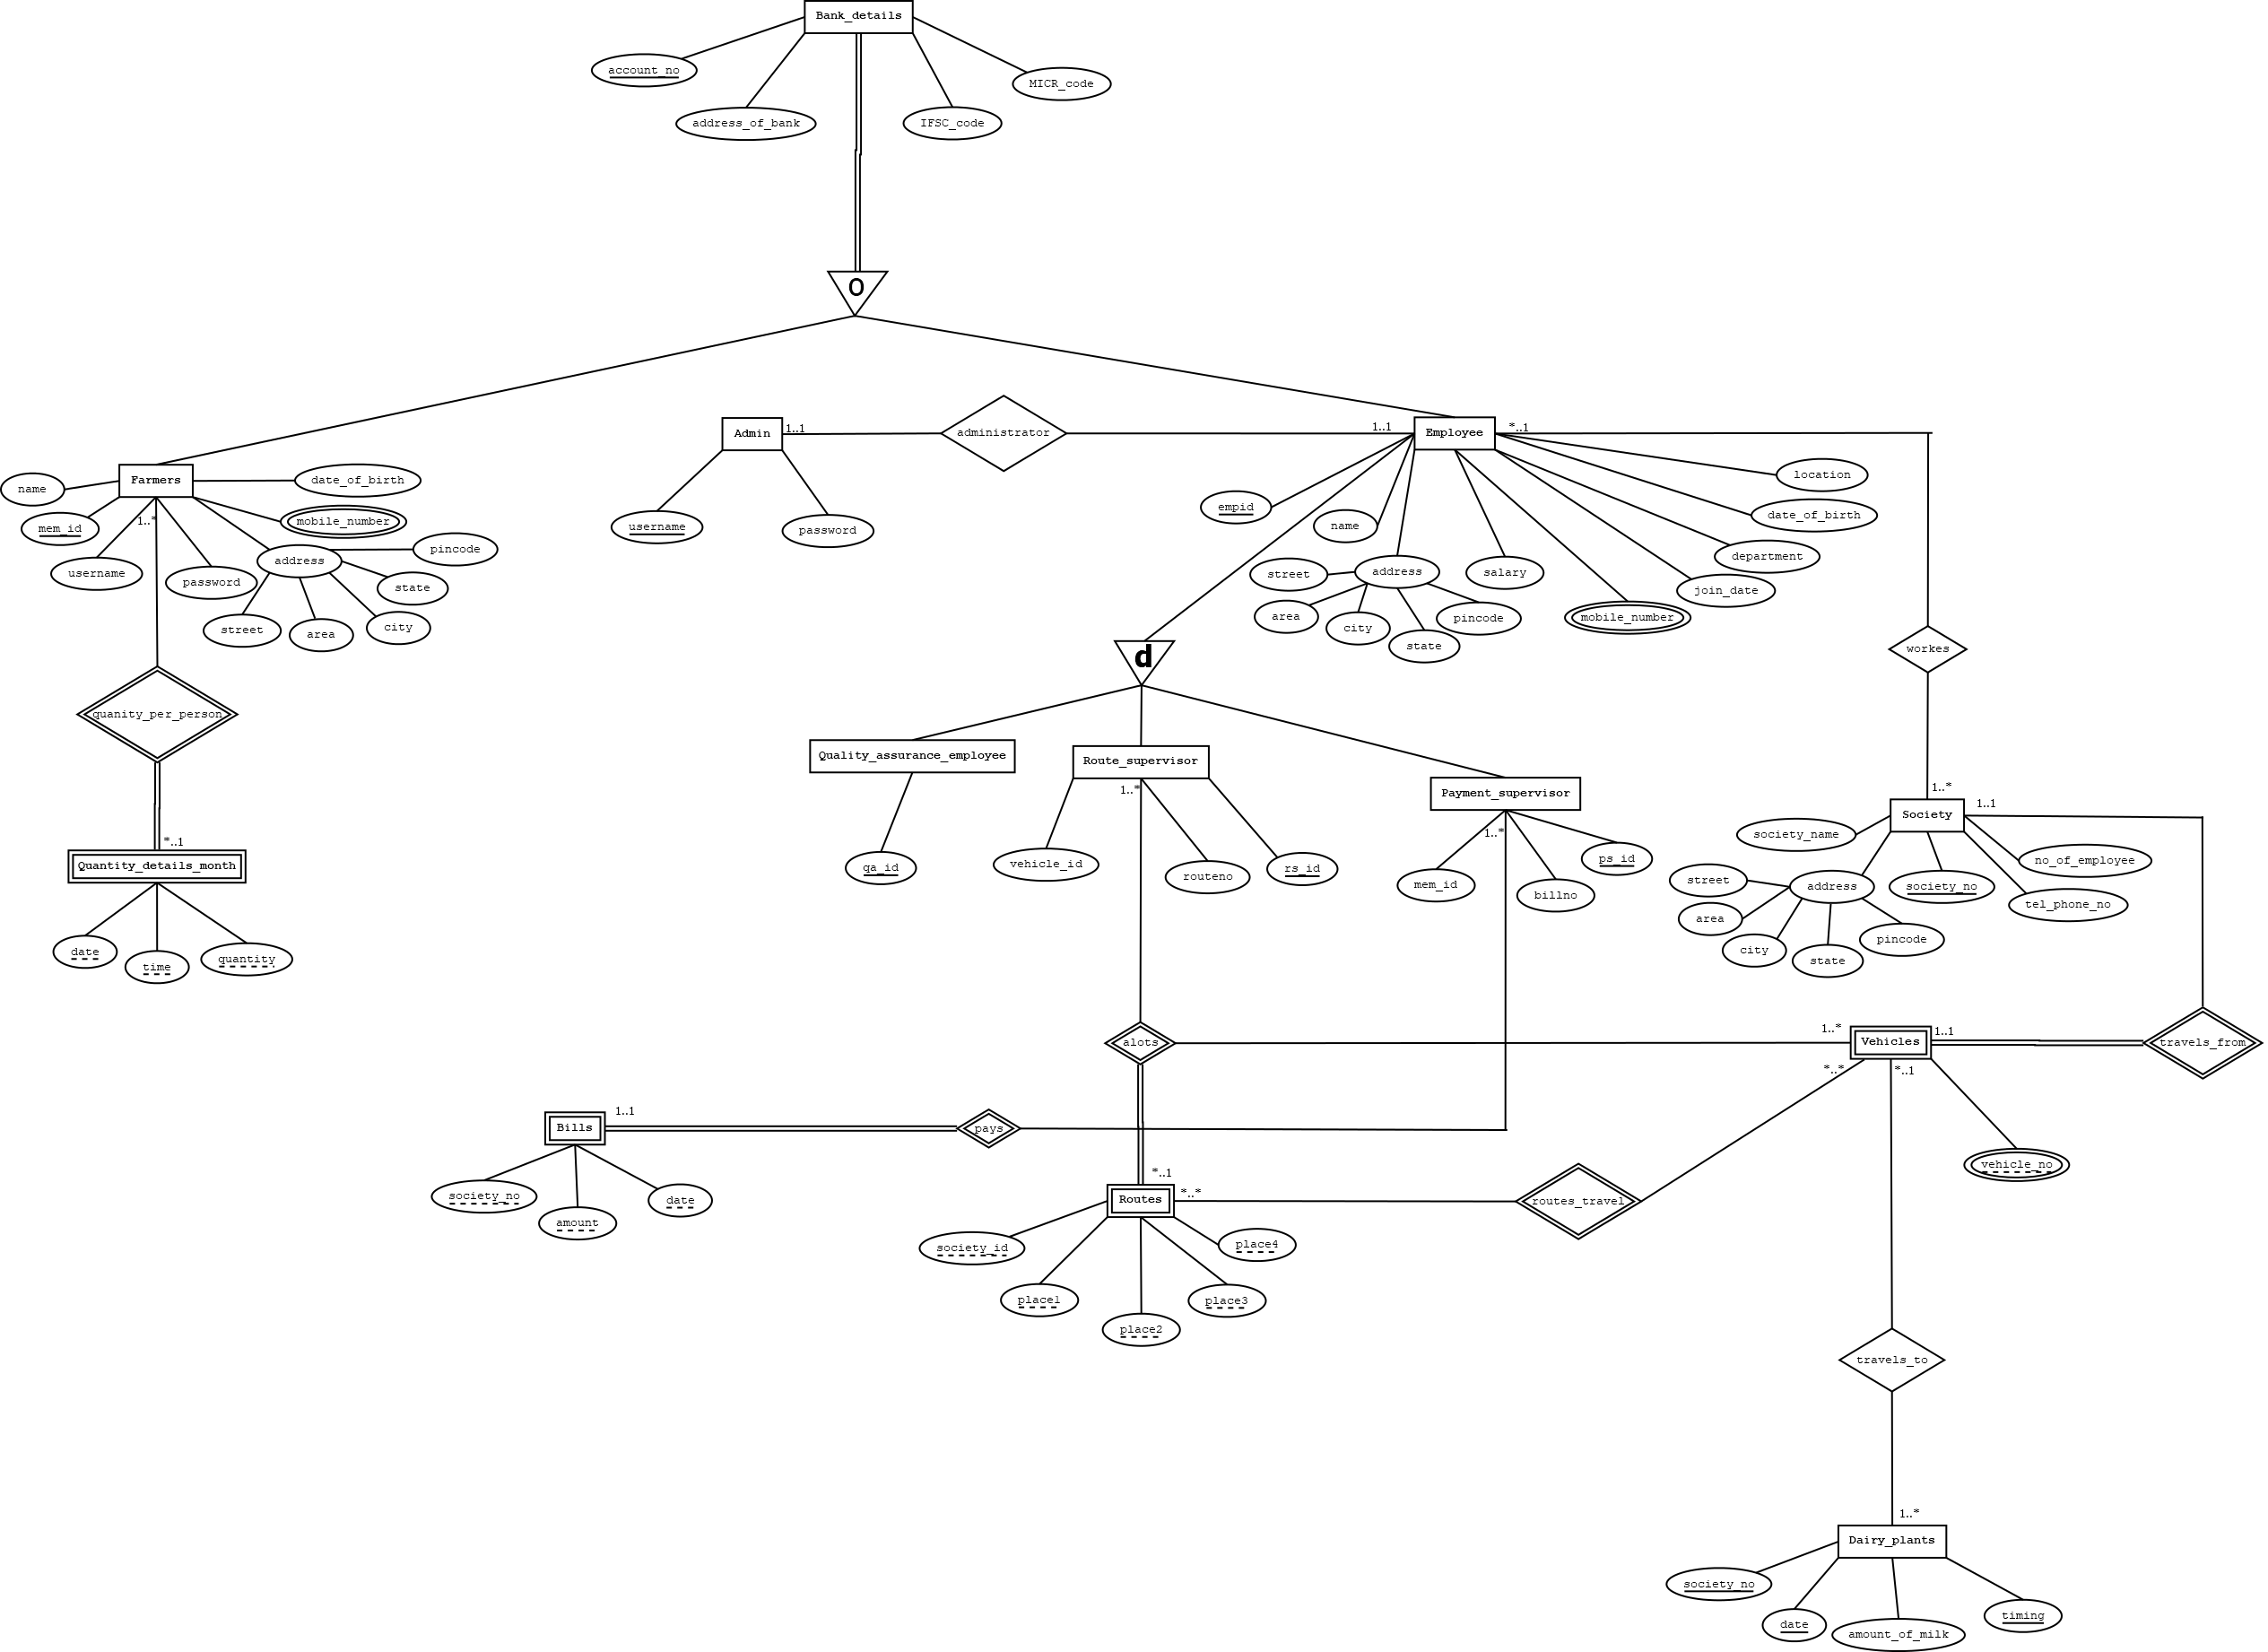 Bank_details
account_no
MICR_code
address_of_bank
IFSC_code
O
Admin
1..1
administrator
1..1
Employee
*..1
Farmers
name
date_of_birth
mem_id
1..*
mobile_number
username
password
address
pincode
state
street
area
city
username
password
empid
name
location
date_of_birth
department
join_date
street
address
salary
area
city
state
pincode
mobile_number
d
workes
quanity_per_person
Quality_assurance_employee
Route_supervisor
1..*
Payment_supervisor
1..*
1..*
Society
1..1
*..1
Quantity_details_month
qa_id
vehicle_id
routeno
rs_id
mem_id
billno
ps_id
society_name
no_of_employee
street
address
society_no
tel_phone_no
area
city
state
pincode
date
time
quantity
alots
1..*
Vehicles
1..1
travels_from
*..*
*..1
Bills
1..1
pays
*..1
Routes
*..*
routes_travel
vehicle_no
society_no
amount
date
society_id
place1
place2
place3
place4
travels_to
1..*
Dairy_plants
society_no
date
amount_of_milk
timing